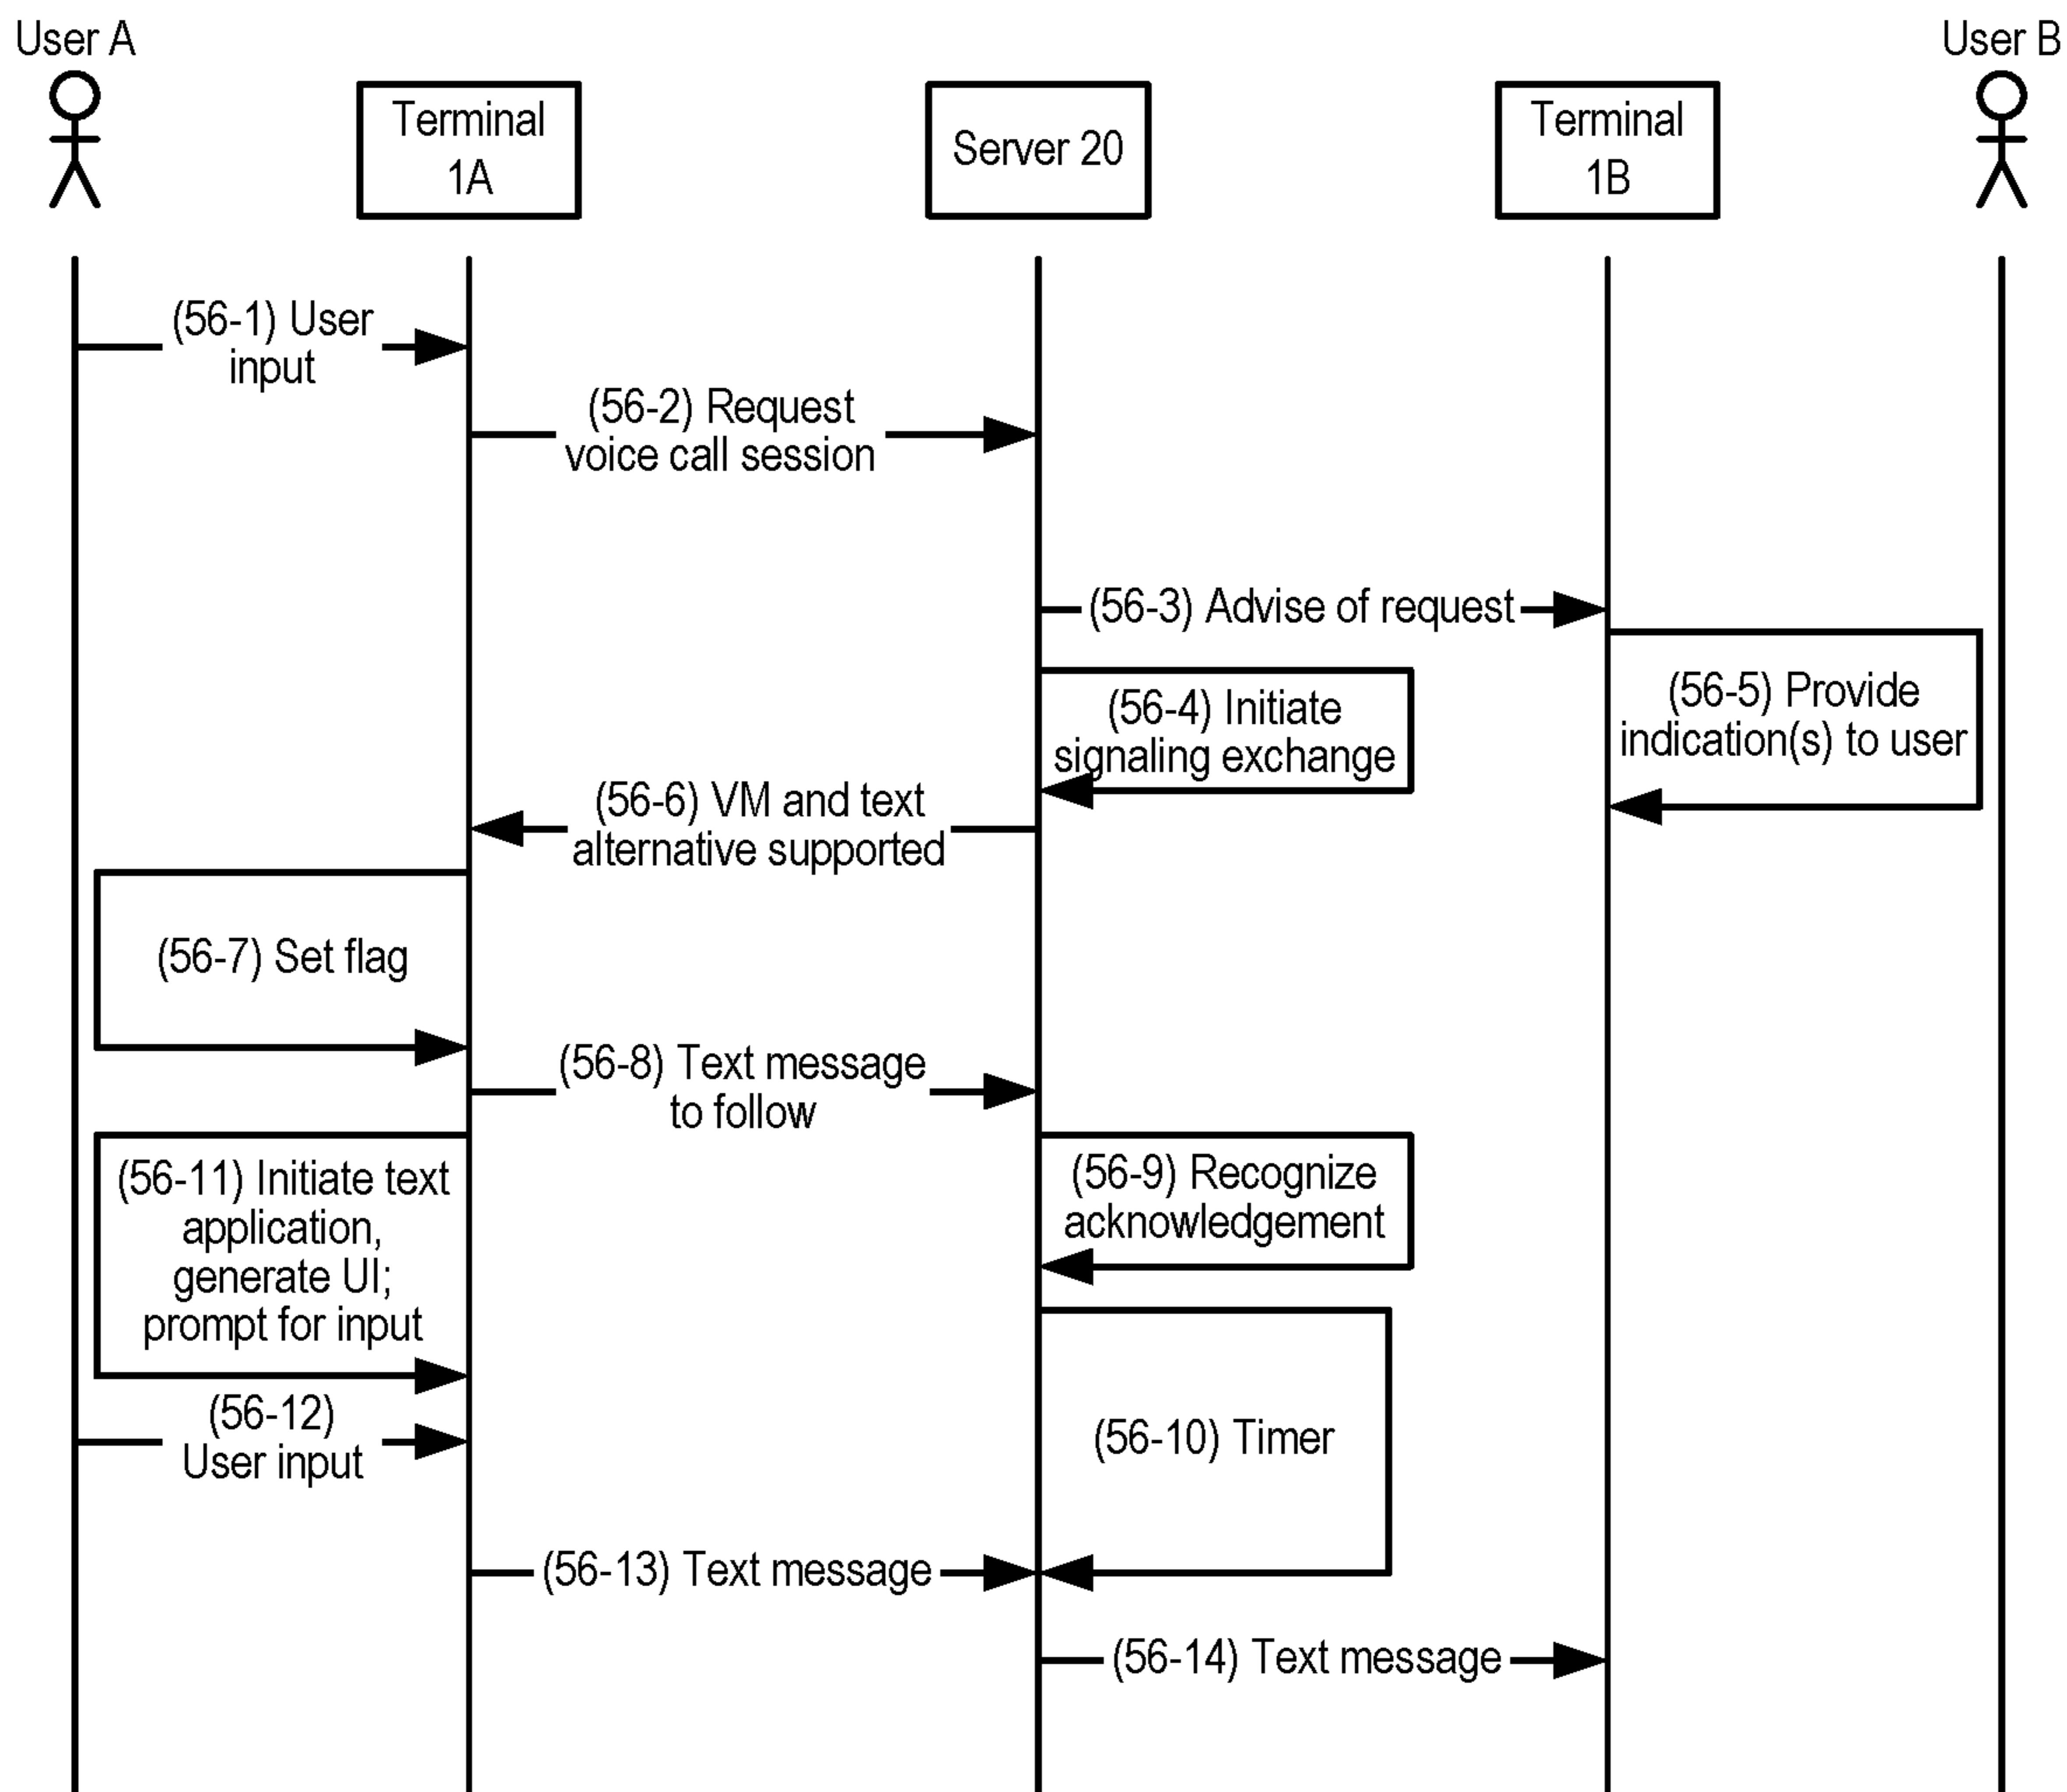 User A
User B
Terminal
1A
Server 20
Terminal
1B
(56-1) User
input
(56-2) Request
voice call session
(56-3) Advise of request
(56-4) Initiate
signaling exchange
(56-5) Provide
indication(s) to user
(56-6) VM and text
alternative supported
(56-7) Set flag
(56-8) Text message
to follow
(56-9) Recognize
acknowledgement
(56-11) Initiate text
application,
generate UI;
prompt for input
(56-12)
User input
(56-10) Timer
(56-13) Text message
(56-14) Text message